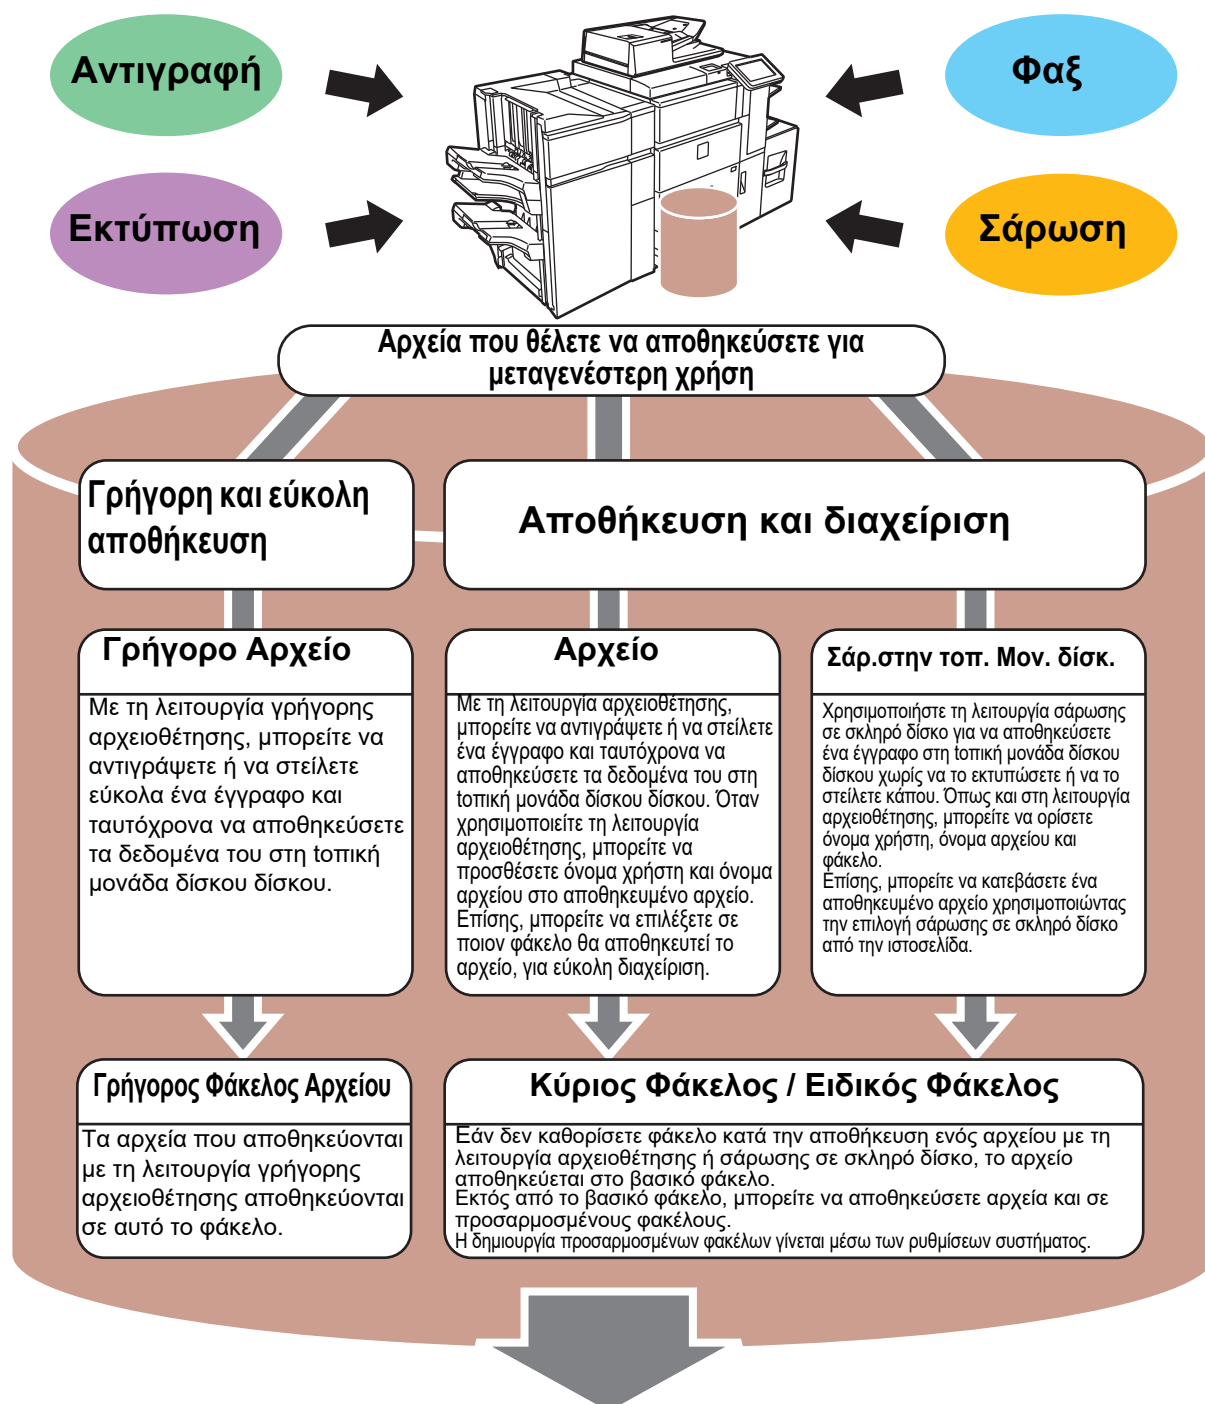 Αντιγραφή
Φαξ
Εκτύπωση
Σάρωση
Αρχεία που θέλετε να αποθηκεύσετε για
μεταγενέστερη χρήση
Γρήγορη και εύκολη
αποθήκευση
Αποθήκευση και διαχείριση
Γρήγορο Αρχείο
Με τη λειτουργία γρήγορης
αρχειοθέτησης, μπορείτε να
αντιγράψετε ή να στείλετε
εύκολα ένα έγγραφο και
ταυτόχρονα να αποθηκεύσετε
τα δεδομένα του στη tοπική
μονάδα δίσκου δίσκου.
Αρχείο
Με τη λειτουργία αρχειοθέτησης,
μπορείτε να αντιγράψετε ή να στείλετε
ένα έγγραφο και ταυτόχρονα να
αποθηκεύσετε τα δεδομένα του στη
tοπική μονάδα δίσκου δίσκου. Όταν
χρησιμοποιείτε τη λειτουργία
αρχειοθέτησης, μπορείτε να
προσθέσετε όνομα χρήστη και όνομα
αρχείου στο αποθηκευμένο αρχείο.
Επίσης, μπορείτε να επιλέξετε σε
ποιον φάκελο θα αποθηκευτεί το
αρχείο, για εύκολη διαχείριση.
Σάρ.στην τοπ. Μον. δίσκ.
Χρησιμοποιήστε τη λειτουργία σάρωσης
σε σκληρό δίσκο για να αποθηκεύσετε
ένα έγγραφο στη tοπική μονάδα δίσκου
δίσκου χωρίς να το εκτυπώσετε ή να το
στείλετε κάπου. Όπως και στη λειτουργία
αρχειοθέτησης, μπορείτε να ορίσετε
όνομα χρήστη, όνομα αρχείου και
φάκελο.
Επίσης, μπορείτε να κατεβάσετε ένα
αποθηκευμένο αρχείο χρησιμοποιώντας
την επιλογή σάρωσης σε σκληρό δίσκο
από την ιστοσελίδα.
Γρήγορος Φάκελος Αρχείου
Τα αρχεία που αποθηκεύονται
με τη λειτουργία γρήγορης
αρχειοθέτησης αποθηκεύονται
σε αυτό το φάκελο.
Κύριος Φάκελος / Ειδικός Φάκελος
Εάν δεν καθορίσετε φάκελο κατά την αποθήκευση ενός αρχείου με τη
λειτουργία αρχειοθέτησης ή σάρωσης σε σκληρό δίσκο, το αρχείο
αποθηκεύεται στο βασικό φάκελο.
Εκτός από το βασικό φάκελο, μπορείτε να αποθηκεύσετε αρχεία και σε
προσαρμοσμένους φακέλους.
Η δημιουργία προσαρμοσμένων φακέλων γίνεται μέσω των ρυθμίσεων συστήματος.